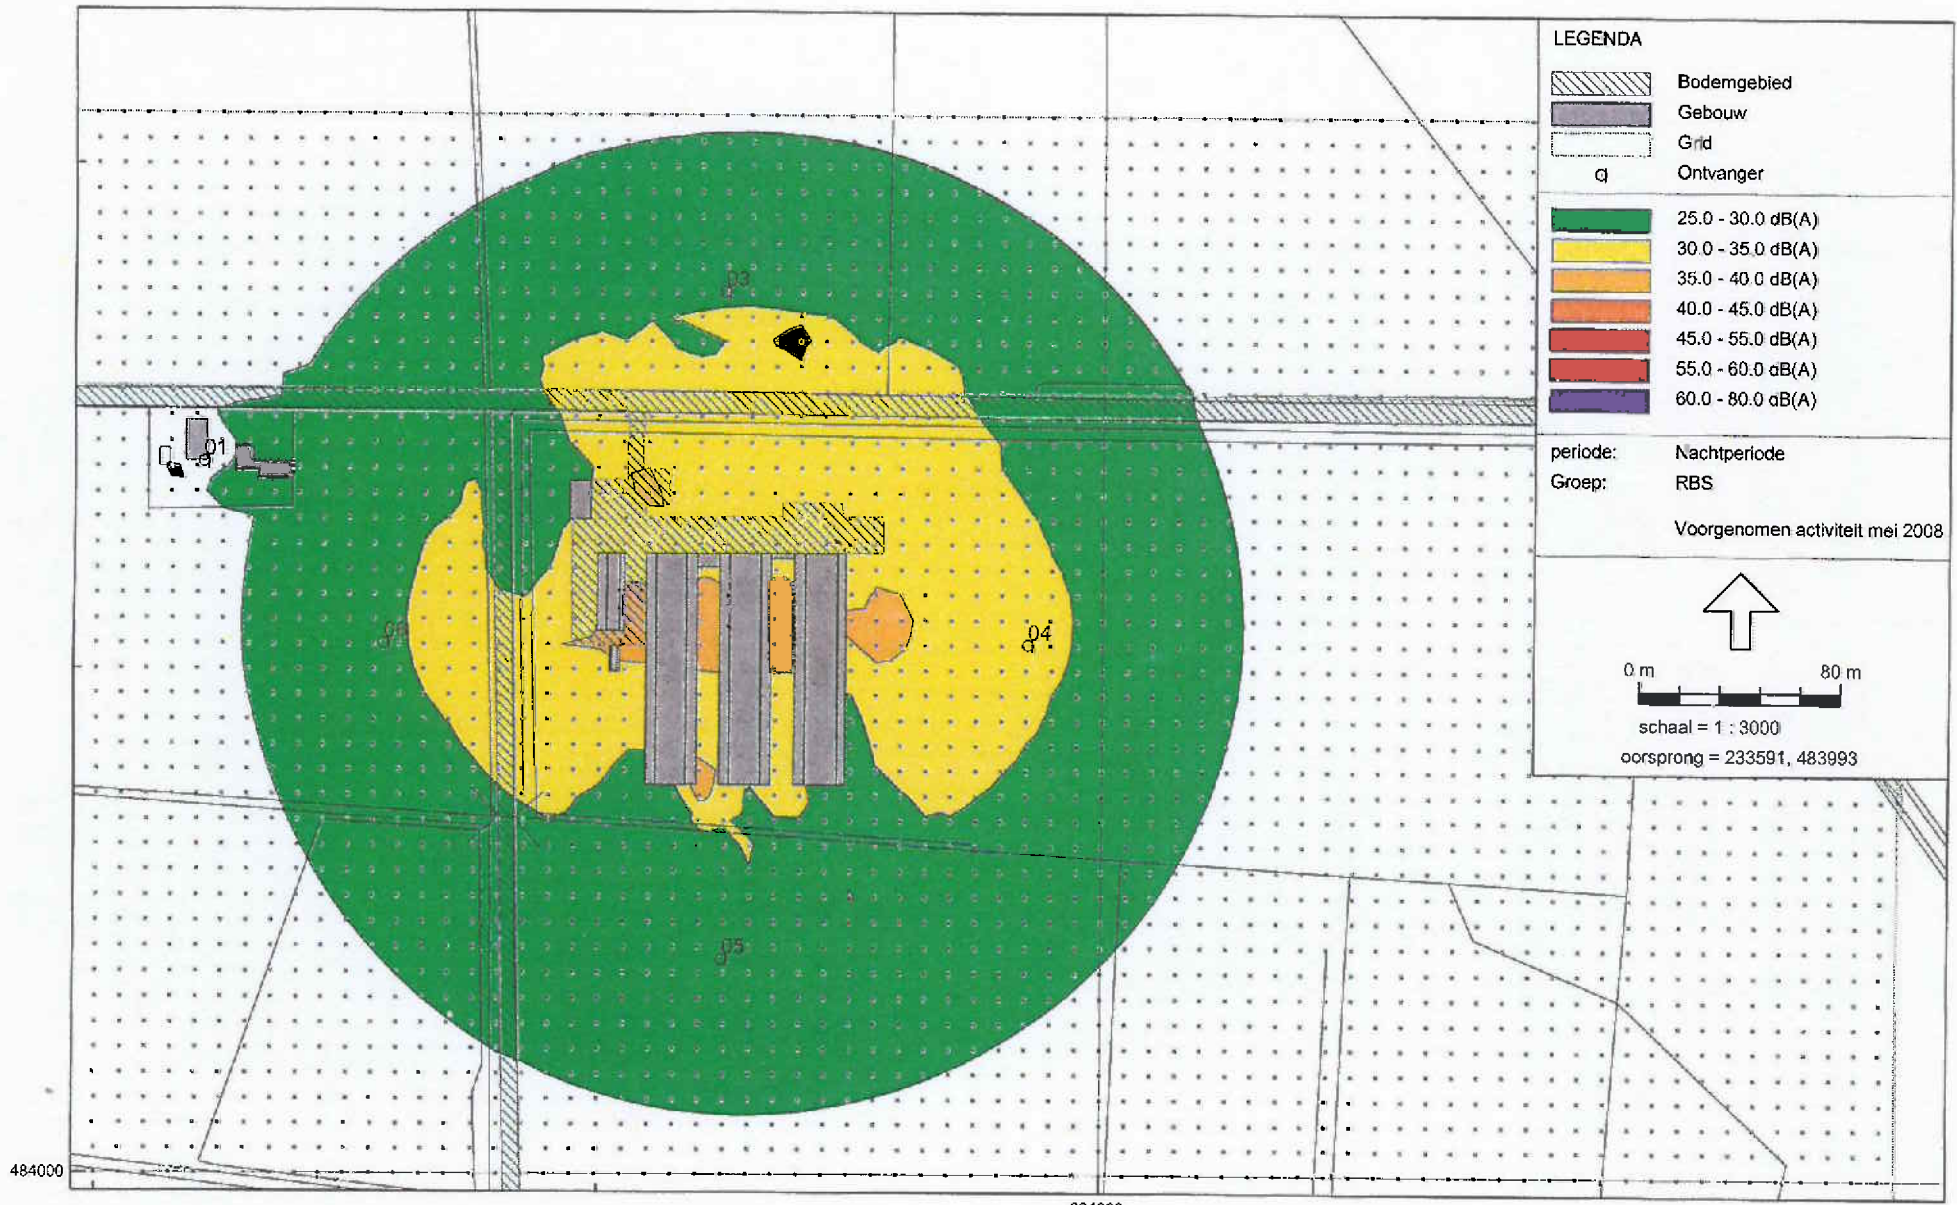 LEGENDA
Bodemgebied
Gebouw
Grid
Ontvanger
25.0 - 30.0 dB(A)
30.0 - 35.0 dB(A)
35.0 - 40.0 dB(A)
40.0 - 45.0 dB(A)
45.0 - 55.0 dB(A)
55.0 - 60.0 dB(A)
60.0 - 80.0 dB(A)
periode: Nachtperiode
Groep: RBS
Voorgenomen activiteit mei 2008
0 m 80 m
schaal = 1 : 3000
oorsprong = 233591, 483993
03
01
04
05
484000